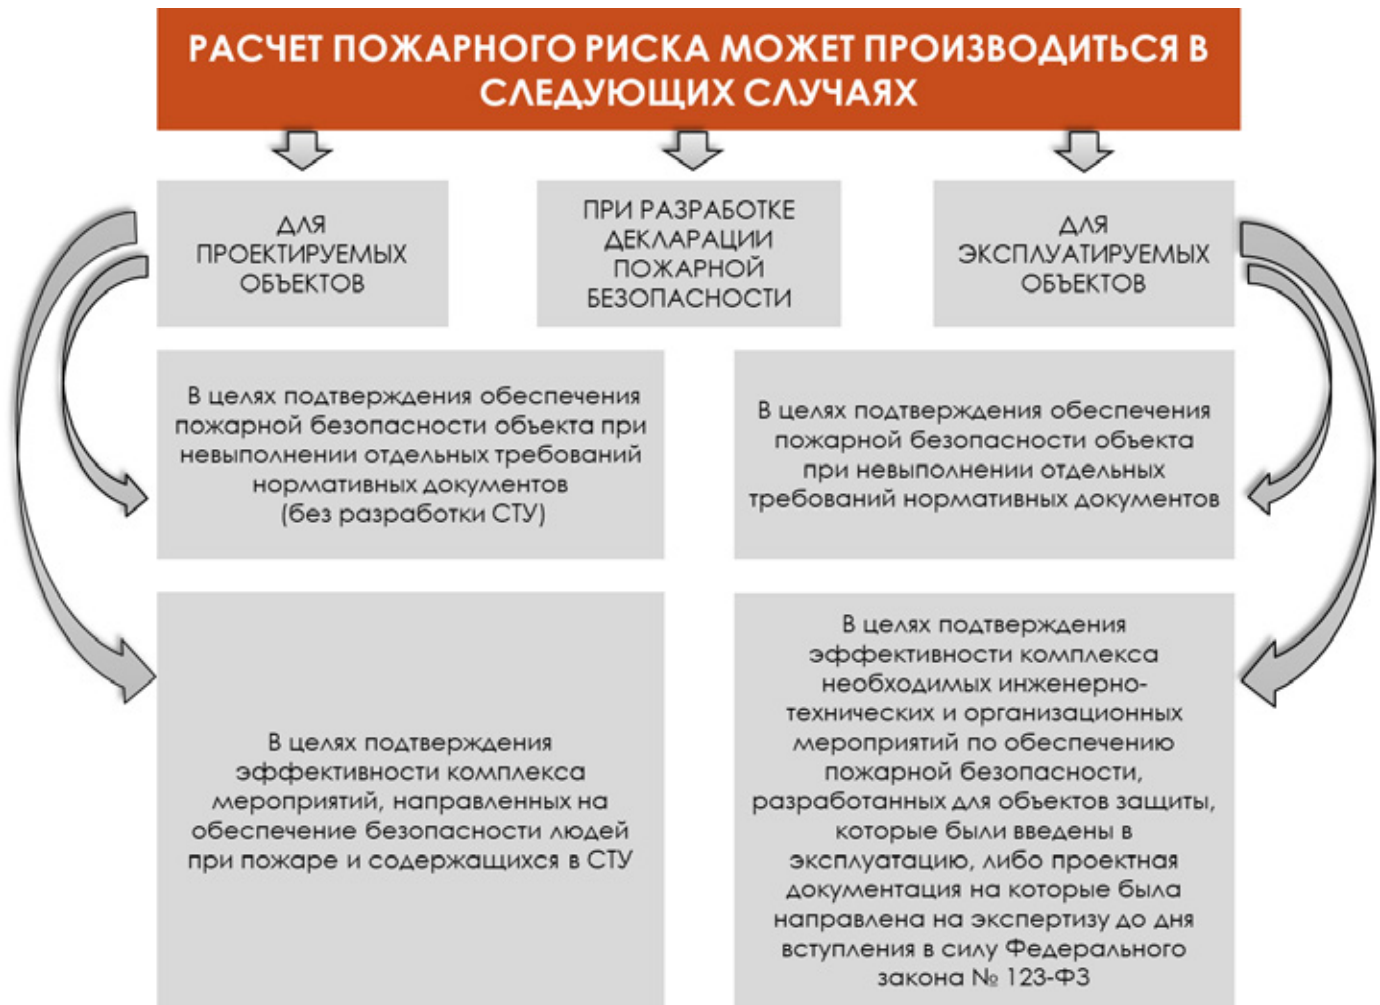 РАСЧЕТ ПОЖАРНОГО РИСКА МОЖЕТ ПРОИЗВОДИТЬСЯ В
СЛЕДУЮЩИХ СЛУЧАЯХ
ДЛЯ
ПРОЕКТИРУЕМЫХ
ОБЪЕКТОВ
ПРИ РАЗРАБОТКЕ
ДЕКЛАРАЦИИ
ПОЖАРНОЙ
БЕЗОПАСНОСТИ
ДЛЯ
ЭКСПЛУАТИРУЕМЫХ
ОБЪЕКТОВ
В целях подтверждения обеспечения
пожарной безопасности объекта при
невыполнении отдельных требований
нормативных документов
(без разработки СТУ)
В целях подтверждения обеспечения
пожарной безопасности объекта
при невыполнении отдельных
требований нормативных документов
В целях подтверждения
эффективности комплекса
мероприятий, направленных на
обеспечение безопасности людей
при пожаре и содержащихся в СТУ
В целях подтверждения
эффективности комплекса
необходимых инженерно-
технических и организационных
мероприятий по обеспечению
пожарной безопасности,
разработанных для объектов защиты,
которые были введены в
эксплуатацию, либо проектная
документация на которые была
направлена на экспертизу до дня
вступления в силу Федерального
закона № 123-ФЗ